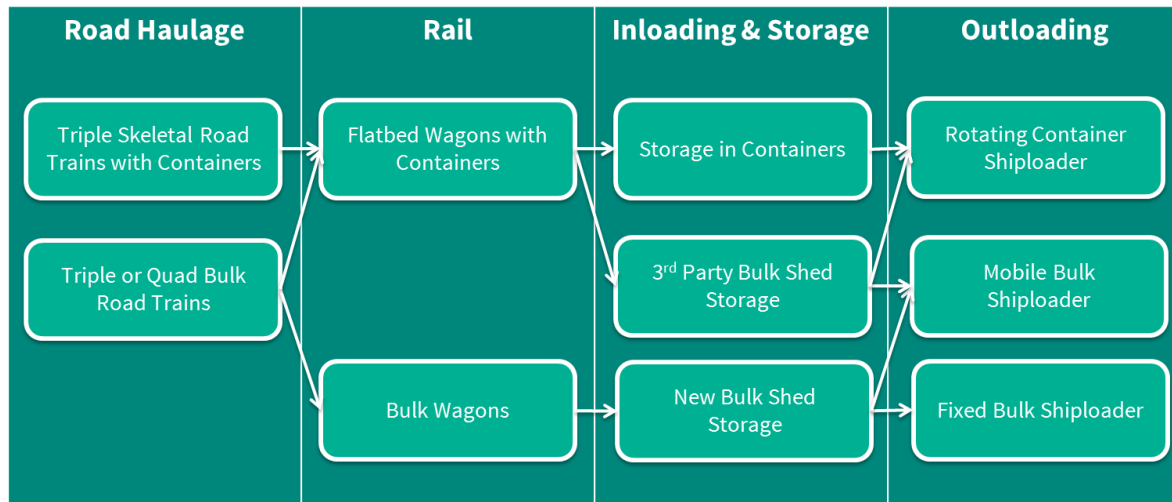 Road Haulage
Rail
Inloading & Storage
Outloading
Triple Skeletal Road
Trains with Containers
Flatbed Wagons with
Containers
Storage in Containers
Rotating Container
Shiploader
Triple or Quad Bulk
Road Trains
3rd Party Bulk Shed
Storage
Mobile Bulk
Shiploader
Bulk Wagons
New Bulk Shed
Storage
Fixed Bulk Shiploader